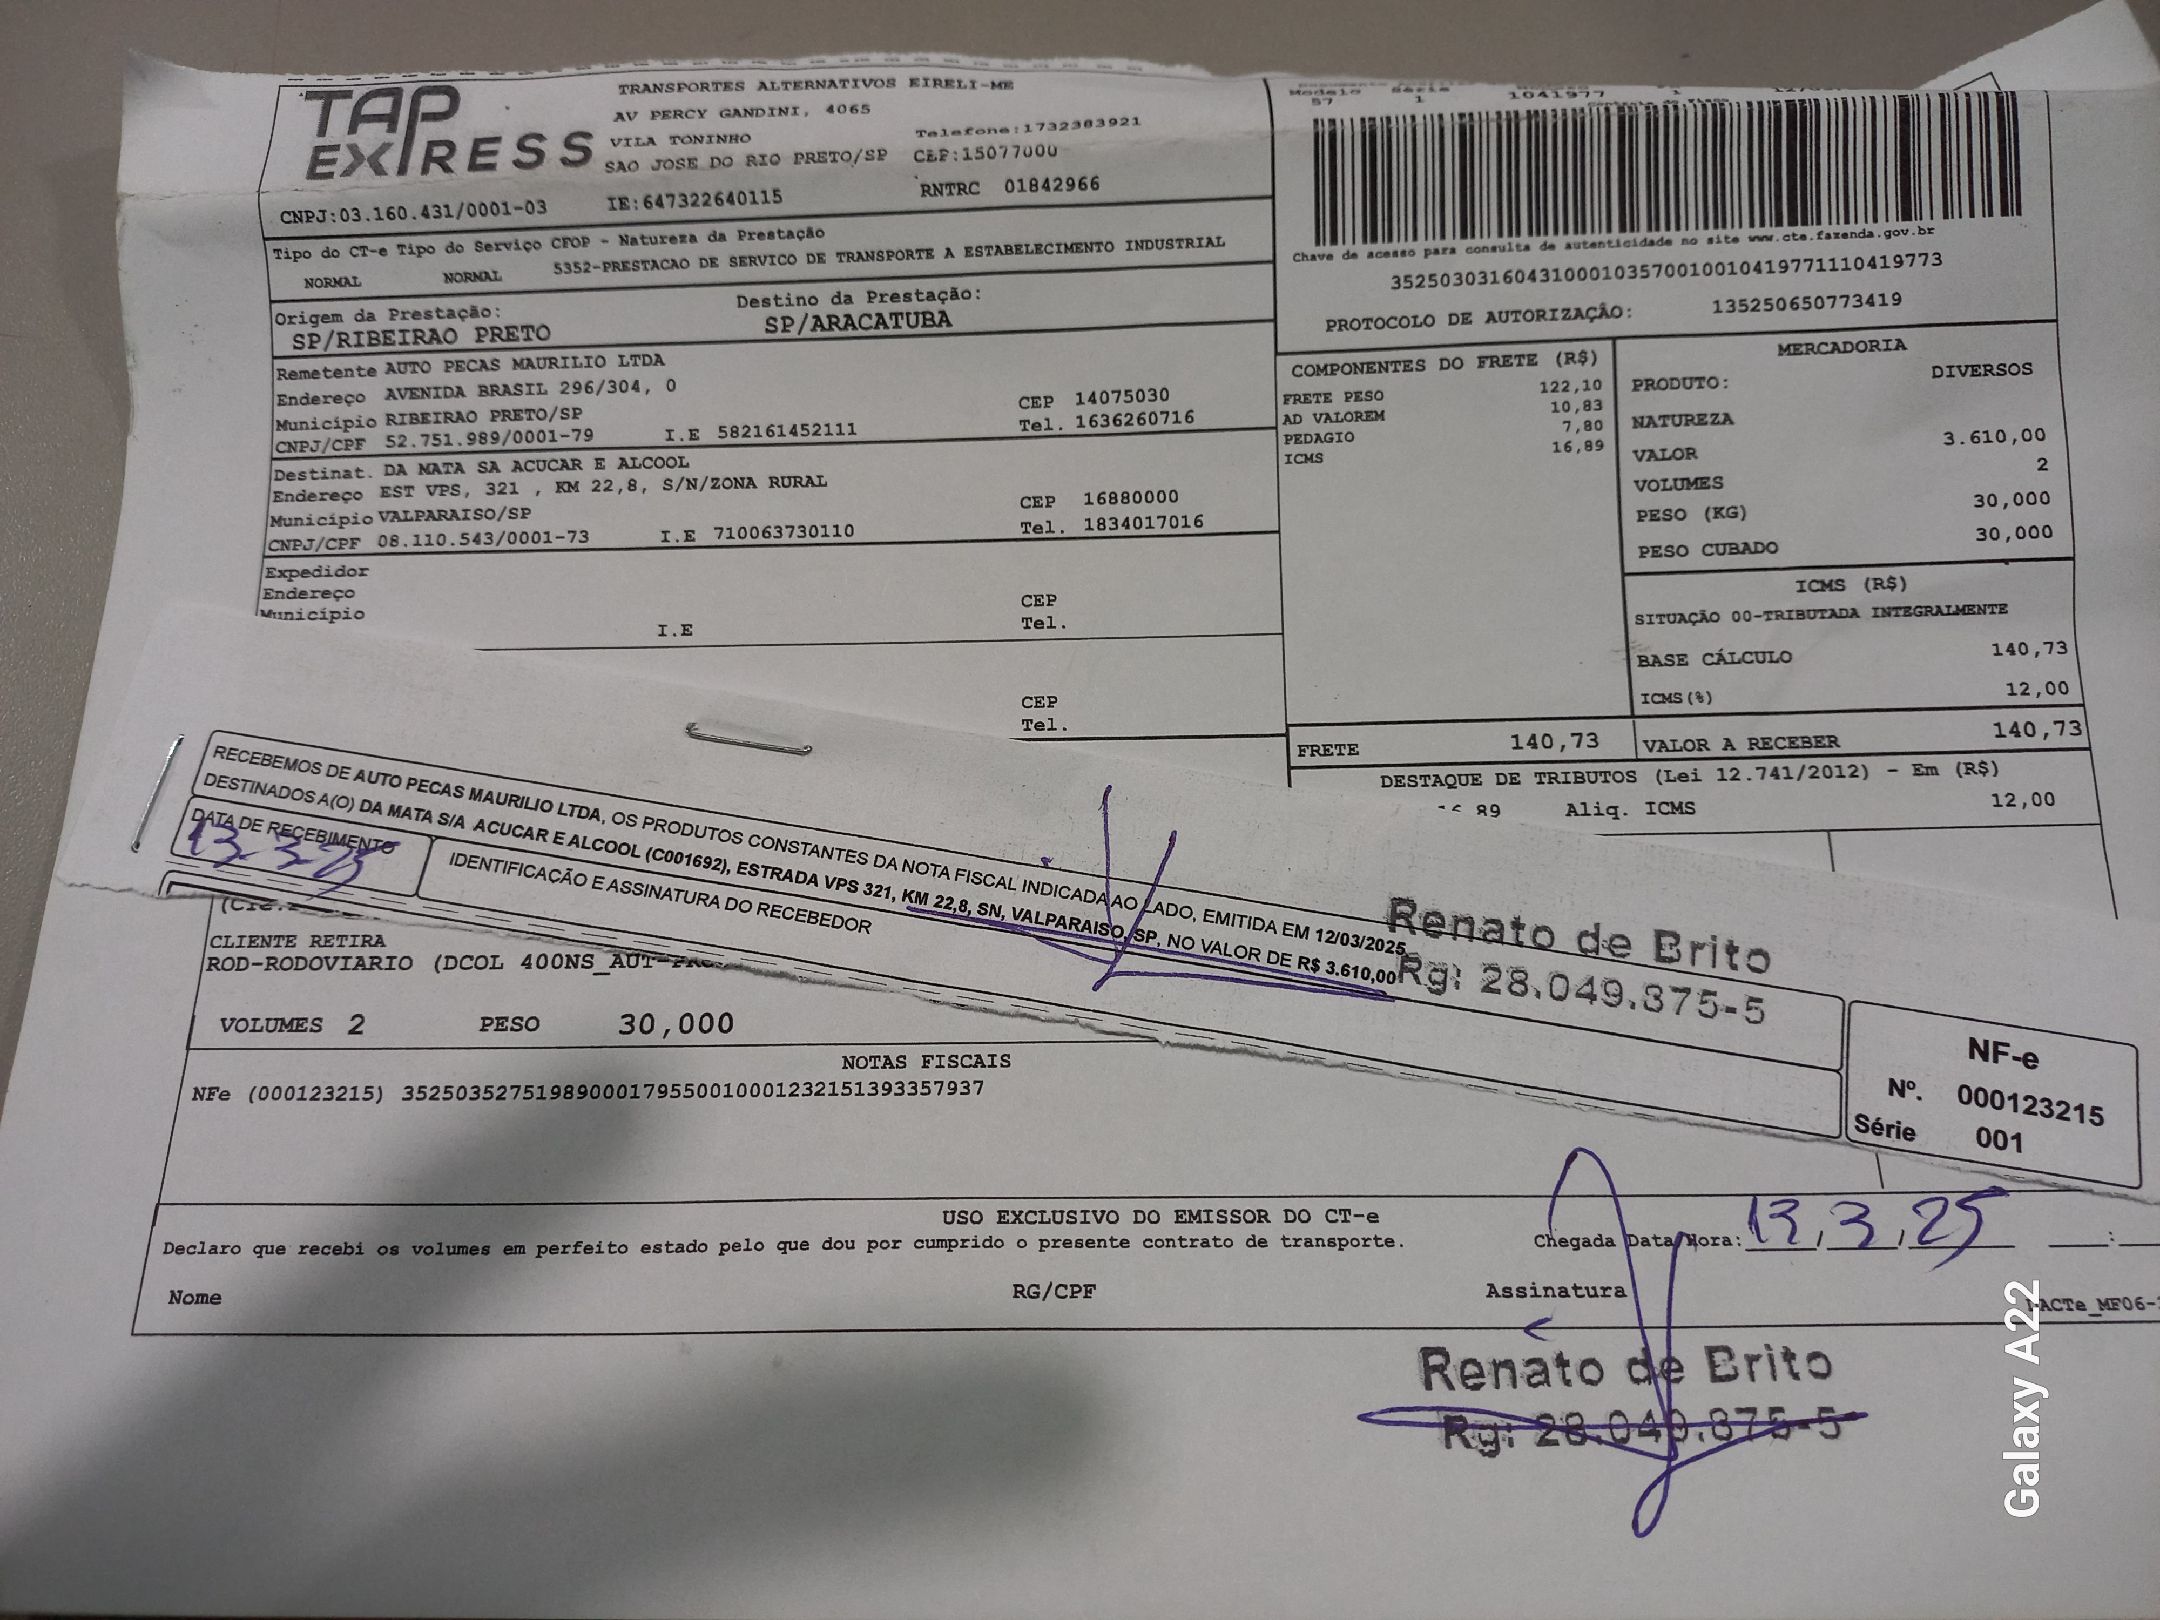 TAP EXPRESS
TRANSPORTES ALTERNATIVOS EIRELI-ME
AV PERCY GANDINI, 4065
VILA TONINHO
Telefone:1732383921
SAO JOSE DO RIO PRETO/SP CEP:15077000
CNPJ:03.160.431/0001-03 IE:647322640115 RNTRC 01842966
Modelo Série
57 1 1041977 1
Tipo do CT-e Tipo do Serviço CFOP - Natureza da Prestação
NORMAL NORMAL 5352-PRESTACAO DE SERVICO DE TRANSPORTE A ESTABELECIMENTO INDUSTRIAL
Chave de acesso para consulta de autenticidade no site www.cte.fazenda.gov.br
35250303160431000103570010010419771110419773
PROTOCOLO DE AUTORIZAÇÃO: 135250650773419
Origem da Prestação: Destino da Prestação:
SP/RIBEIRAO PRETO SP/ARACATUBA
Remetente AUTO PECAS MAURILIO LTDA
Endereço AVENIDA BRASIL 296/304, 0
Município RIBEIRAO PRETO/SP CEP 14075030
CNPJ/CPF 52.751.989/0001-79 I.E 582161452111 Tel. 1636260716
Destinat. DA MATA SA ACUCAR E ALCOOL
Endereço EST VPS, 321 , KM 22,8, S/N/ZONA RURAL
Município VALPARAISO/SP CEP 16880000
CNPJ/CPF 08.110.543/0001-73 I.E 710063730110 Tel. 1834017016
Expedidor
Endereço
Município CEP
I.E Tel.
CEP
Tel.
COMPONENTES DO FRETE (R$)
FRETE PESO 122,10
AD VALOREM 10,83
PEDAGIO 7,80
ICMS 16,89
MERCADORIA
PRODUTO: DIVERSOS
NATUREZA
VALOR 3.610,00
VOLUMES 2
PESO (KG) 30,000
PESO CUBADO 30,000
ICMS (R$)
SITUAÇÃO 00-TRIBUTADA INTEGRALMENTE
BASE CÁLCULO 140,73
ICMS(%) 12,00
FRETE 140,73 VALOR A RECEBER 140,73
DESTAQUE DE TRIBUTOS (Lei 12.741/2012) - Em (R$)
89 Aliq. ICMS 12,00
RECEBEMOS DE AUTO PECAS MAURILIO LTDA, OS PRODUTOS CONSTANTES DA NOTA FISCAL INDICADA AO LADO, EMITIDA EM 12/03/2025
DESTINADOS A(O) DA MATA S/A ACUCAR E ALCOOL (C001692), ESTRADA VPS 321, KM 22,8, SN, VALPARAISO, SP, NO VALOR DE R$ 3.610,00
DATA DE RECEBIMENTO
13-3-25
IDENTIFICAÇÃO E ASSINATURA DO RECEBEDOR
Renato de Brito
Rg: 28.049.375-5
NF-e
Nº. 000123215
Série 001
CLIENTE RETIRA
ROD-RODOVIARIO (DCOL 400NS_AUT-
VOLUMES 2 PESO 30,000
NOTAS FISCAIS
NFe (000123215) 35250352751989000179550010001232151393357937
USO EXCLUSIVO DO EMISSOR DO CT-e
Declaro que recebi os volumes em perfeito estado pelo que dou por cumprido o presente contrato de transporte.
Chegada Data/Hora: 13,3,25 :
Nome RG/CPF Assinatura
DACTe_MF06-
Renato de Brito
Rg: 28.049.375-5
Galaxy A22